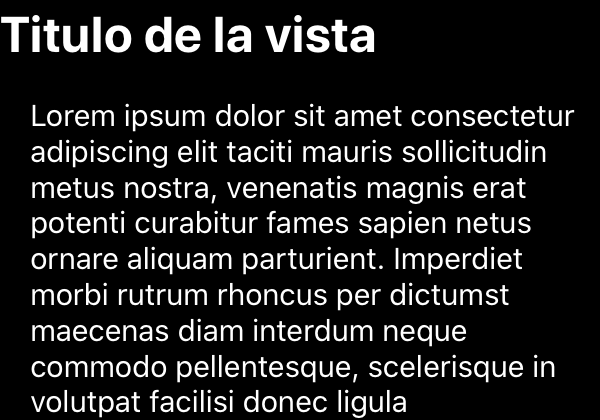 Titulo de la vista
Lorem ipsum dolor sit amet consectetur
adipiscing elit taciti mauris sollicitudin
metus nostra, venenatis magnis erat
potenti curabitur fames sapien netus
ornare aliquam parturient. Imperdiet
morbi rutrum rhoncus per dictumst
maecenas diam interdum neque
commodo pellentesque, scelerisque in
volutpat facilisi donec ligula